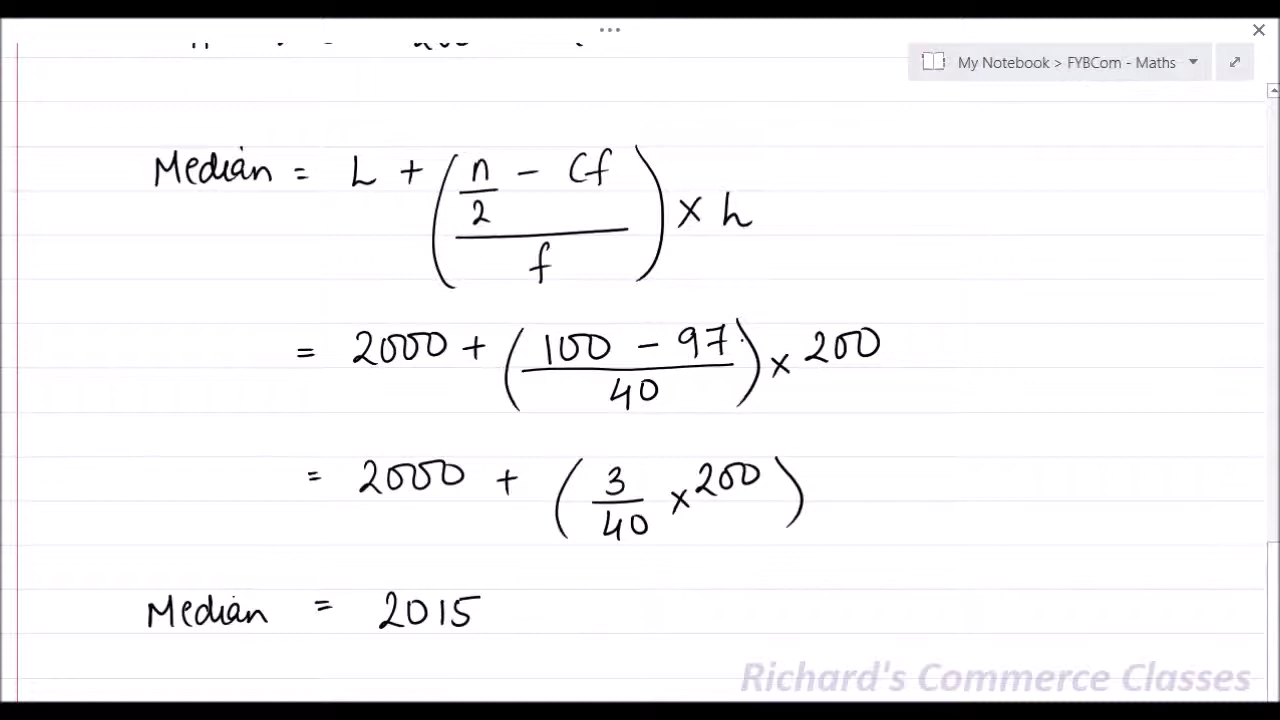 My Notebook > FYBCom - Maths
Median = L + ( (n/2 - Cf) / f ) × h
= 2000 + ( (100 - 97) / 40 ) × 200
= 2000 + ( 3/40 × 200 )
Median = 2015
Richard's Commerce Classes